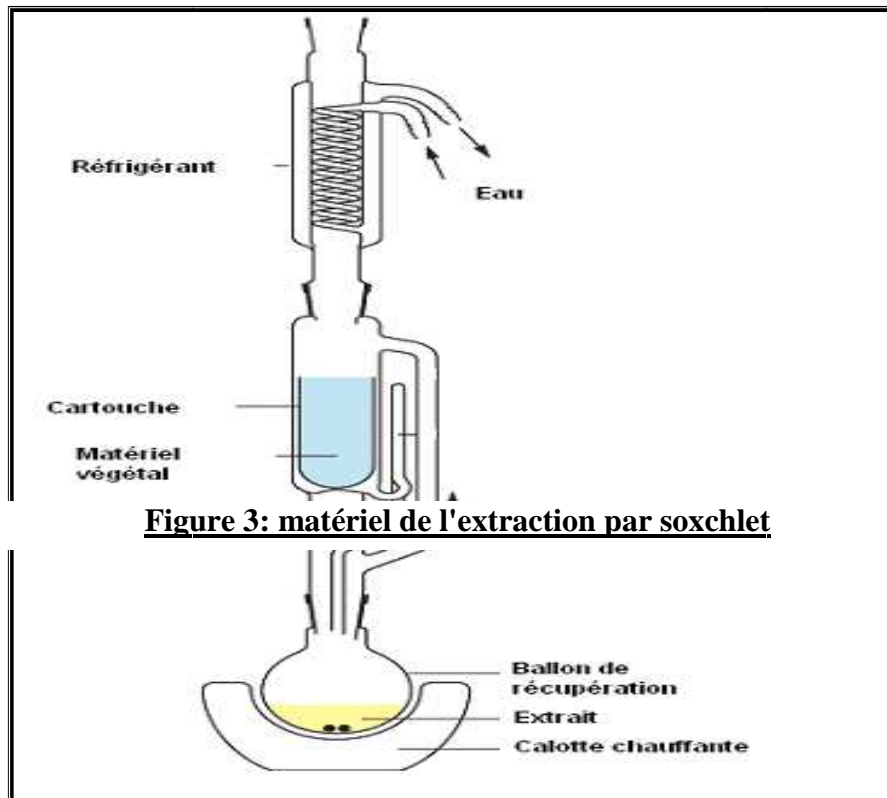 Réfrigérant
Eau
Cartouche
Matériel
végétal
Figure 3: matériel de l'extraction par soxchlet
Ballon de
récupération
Extrait
Calotte chauffante